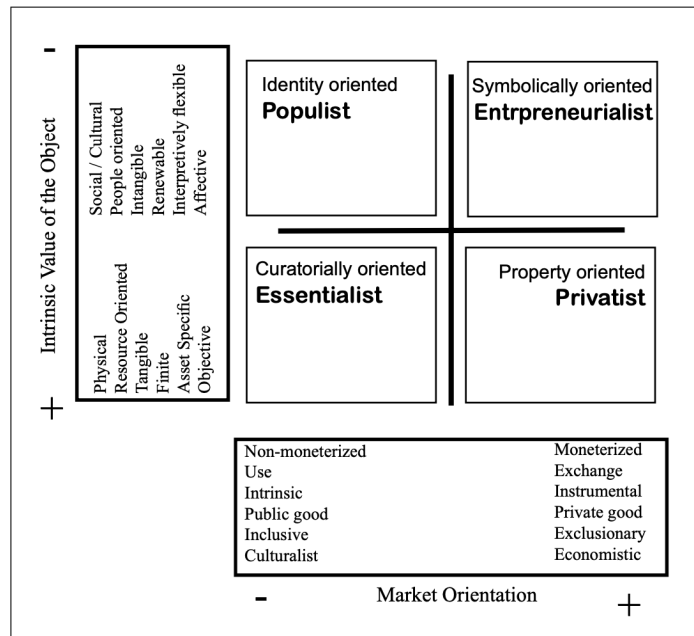 -
Intrinsic Value of the Object
+
Social / Cultural
People oriented
Intangible
Renewable
Interpretively flexible
Affective
Physical
Resource Oriented
Tangible
Finite
Asset Specific
Objective
Identity oriented
Populist
Symbolically oriented
Entrpreneurialist
Curatorially oriented
Essentialist
Property oriented
Privatist
Non-moneterized
Use
Intrinsic
Public good
Inclusive
Culturalist
Moneterized
Exchange
Instrumental
Private good
Exclusionary
Economistic
- Market Orientation +